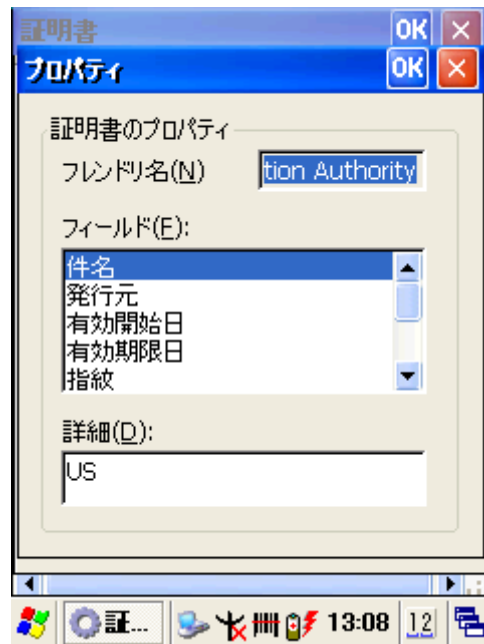 証明書 OK
プロパティ OK
証明書のプロパティ
フレンドリ名(N) tion Authority
フィールド(F):
件名
発行元
有効開始日
有効期限日
指紋
詳細(D):
US
証... 13:08 12